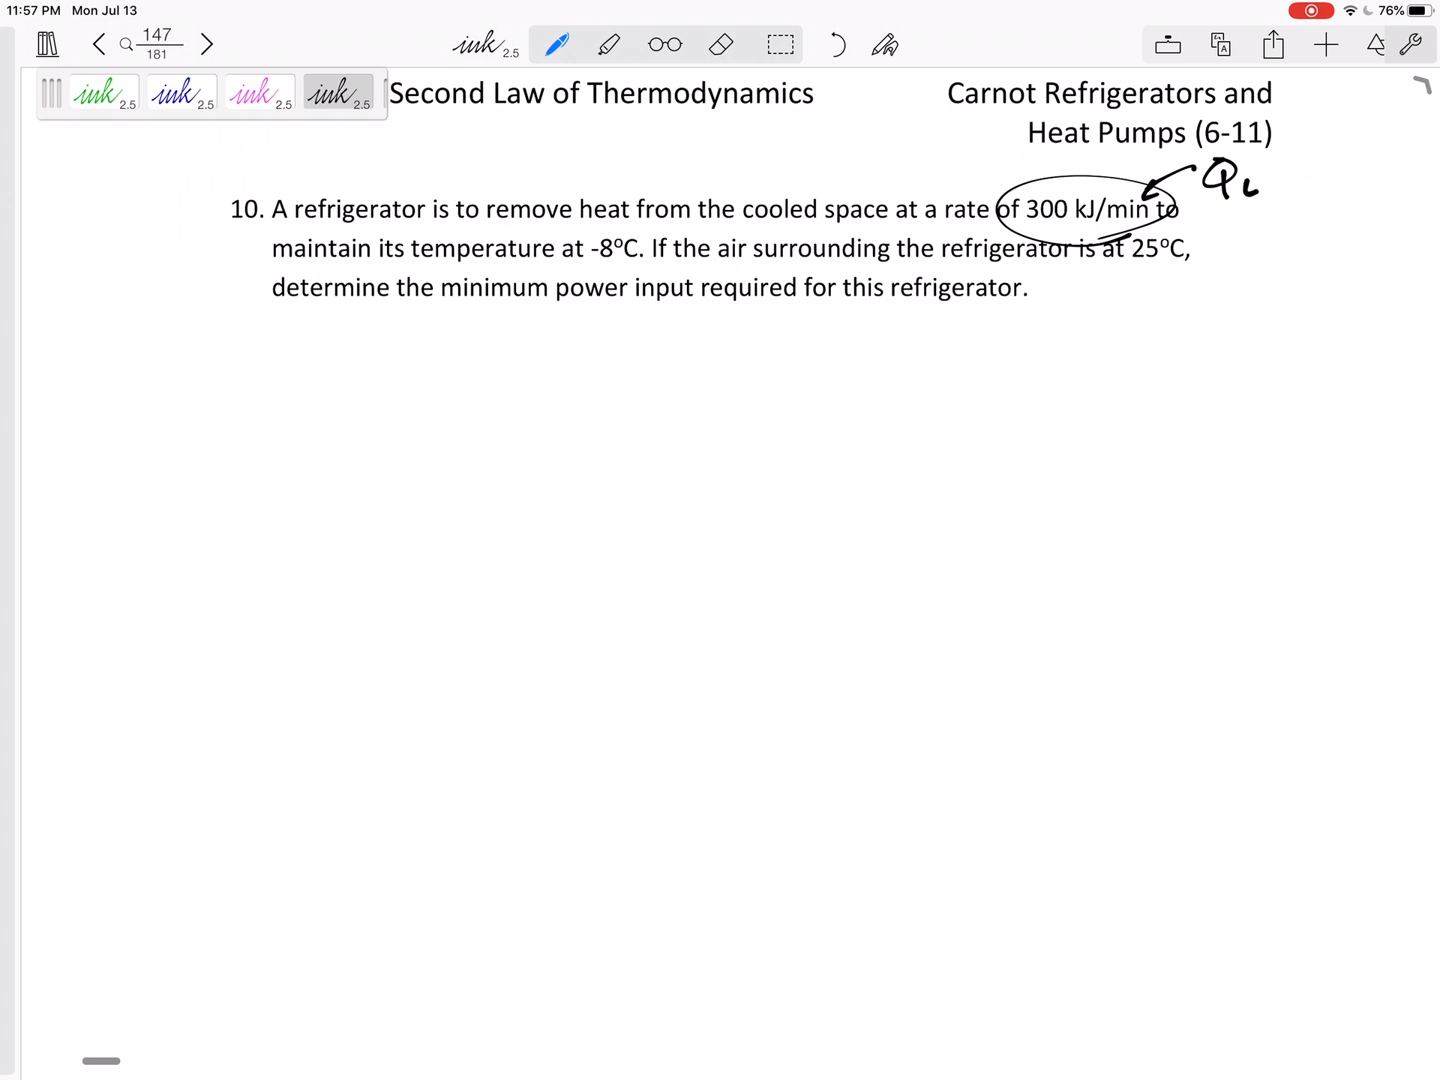 11:57 PM Mon Jul 13
76%
147
181
ink 2.5
ink 2.5
ink 2.5
ink 2.5
ink 2.5
Second Law of Thermodynamics
Carnot Refrigerators and
Heat Pumps (6-11)
QL
10. A refrigerator is to remove heat from the cooled space at a rate of 300 kJ/min to
maintain its temperature at -8°C. If the air surrounding the refrigerator is at 25°C,
determine the minimum power input required for this refrigerator.